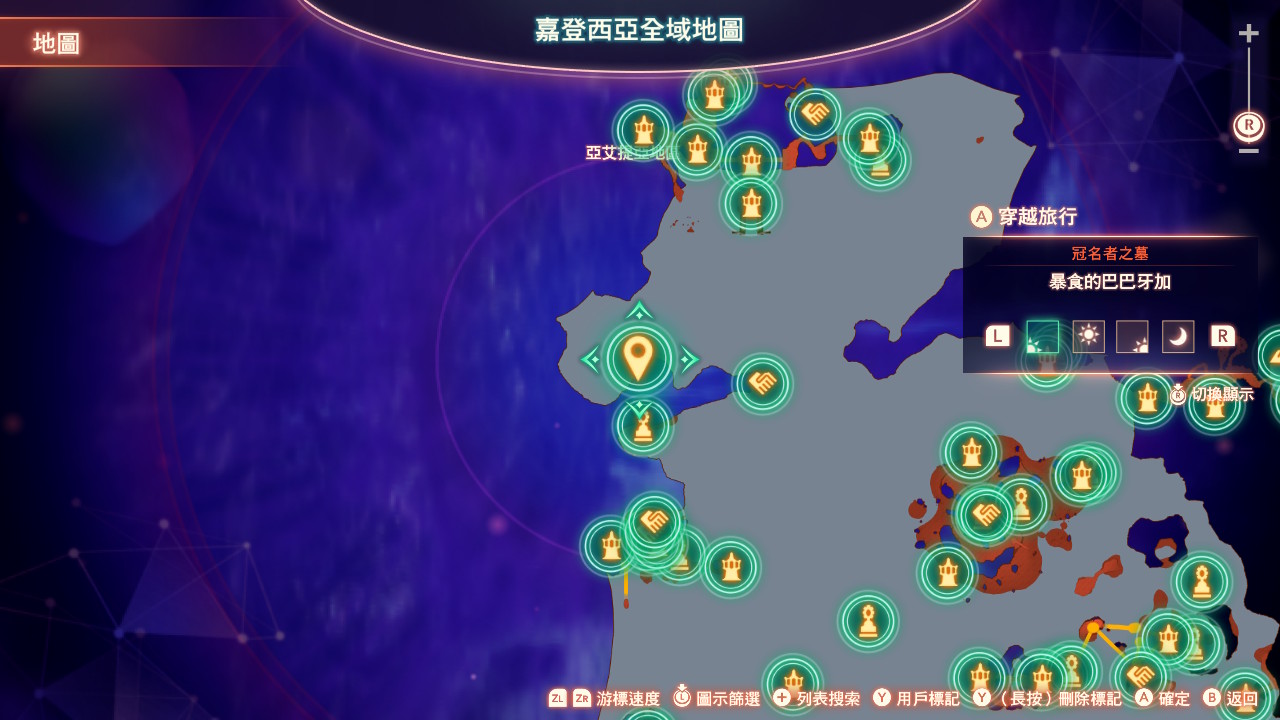 嘉登西亞全域地圖
地圖
R
亞艾提亞地區
A 穿越旅行
冠名者之墓
暴食的巴巴牙加
L R
R 切換顯示
ZL ZR 游標速度 L 圖示篩選 + 列表搜索 Y 用戶標記 Y （長按）刪除標記 A 確定 B 返回